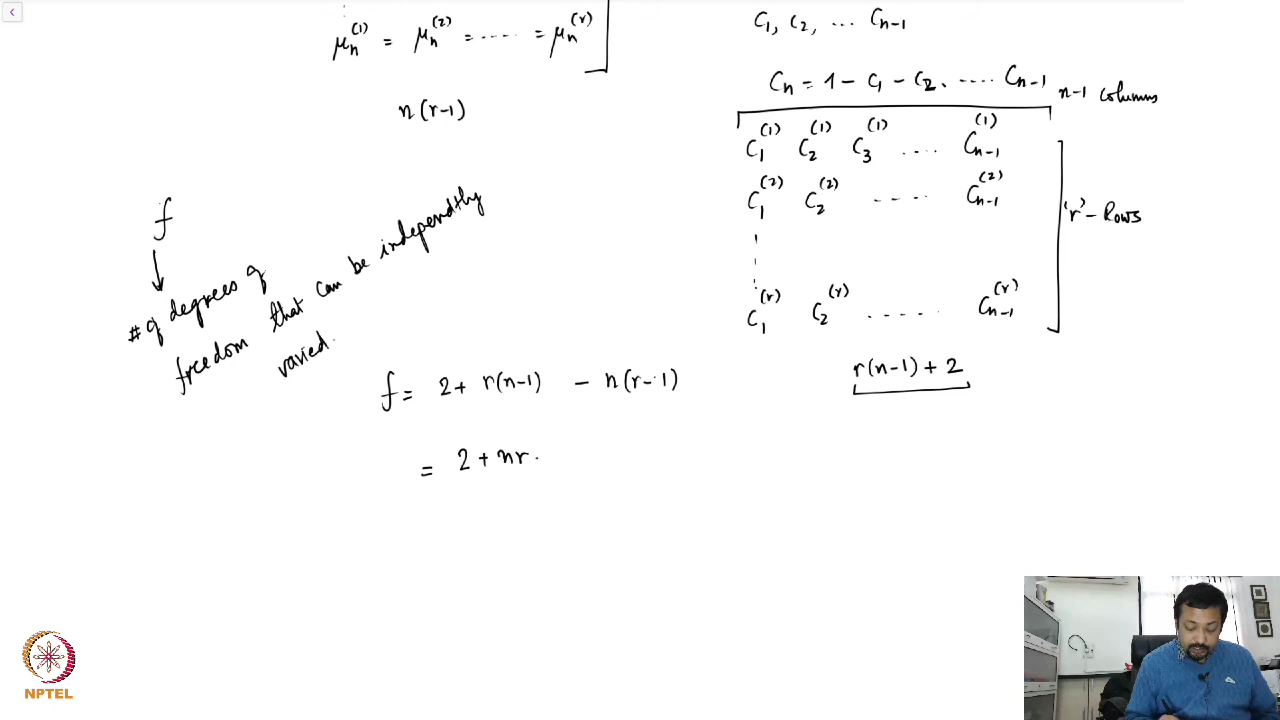 μn(1) = μn(2) = ..... = μn(r)
n(r-1)
f
# of degrees of
freedom that can be independtly
varied.
C1, C2, ... Cn-1
Cn = 1 - C1 - C2. .... Cn-1
n-1 columns
C1(1) C2(1) C3(1) .... Cn-1(1)
C1(2) C2(2) .... Cn-1(2)
'r' - Rows
C1(r) C2(r) ...... Cn-1(r)
r(n-1) + 2
f = 2 + r(n-1) - n(r-1)
= 2 + nr.
NPTEL